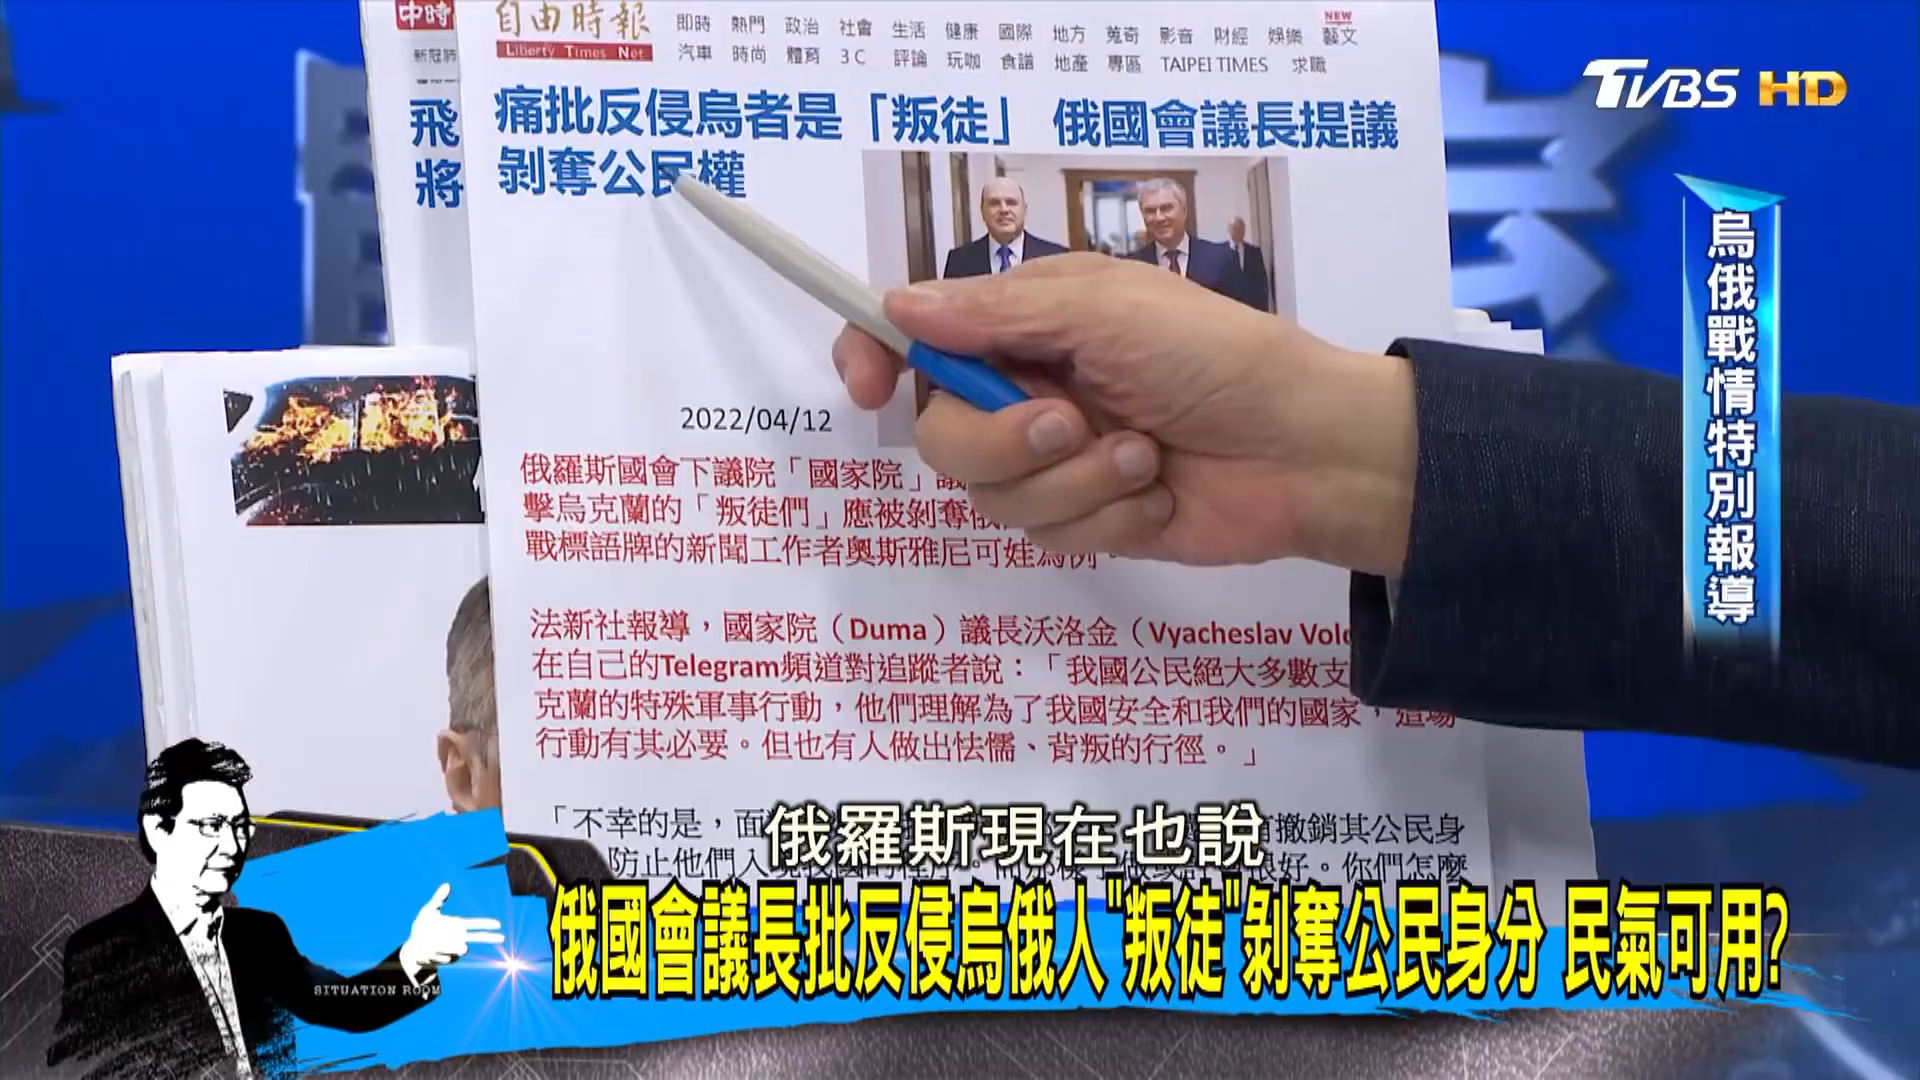 中時
新冠肺
飛
將
自由時報
Liberty Times Net
即時 熱門 政治 社會 生活 健康 國際 地方 蒐奇 影音 財經 娛樂 NEW 藝文
汽車 時尚 體育 3C 評論 玩咖 食譜 地產 專區 TAIPEI TIMES 求職
痛批反侵烏者是「叛徒」 俄國會議長提議
剝奪公民權
2022/04/12
俄羅斯國會下議院「國家院」議
擊烏克蘭的「叛徒們」應被剝奪俄
戰標語牌的新聞工作者奧斯雅尼可娃為例。
法新社報導，國家院（Duma）議長沃洛金（Vyacheslav Volo
在自己的Telegram頻道對追蹤者說：「我國公民絕大多數支
克蘭的特殊軍事行動，他們理解為了我國安全和我們的國家，這場
行動有其必要。但也有人做出怯懦、背叛的行徑。」
「不幸的是，面 有撤銷其公民身
防止他們入 很好。你們怎麼
TVBS HD
烏俄戰情特別報導
俄羅斯現在也說
SITUATION ROOM
俄國會議長批反侵烏俄人"叛徒"剝奪公民身分 民氣可用?